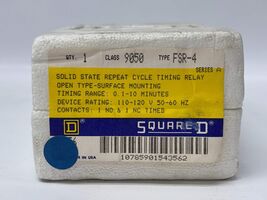 QTY. 1 CLASS 9050 TYPE FSR-4
SERIES A
SOLID STATE REPEAT CYCLE TIMING RELAY
OPEN TYPE-SURFACE MOUNTING
TIMING RANGE: 0.1-10 MINUTES
DEVICE RATING: 110-120 V 50-60 HZ
CONTACTS: 1 NO & 1 NC TIMED
D SQUARE D
IN USA
10785901543562